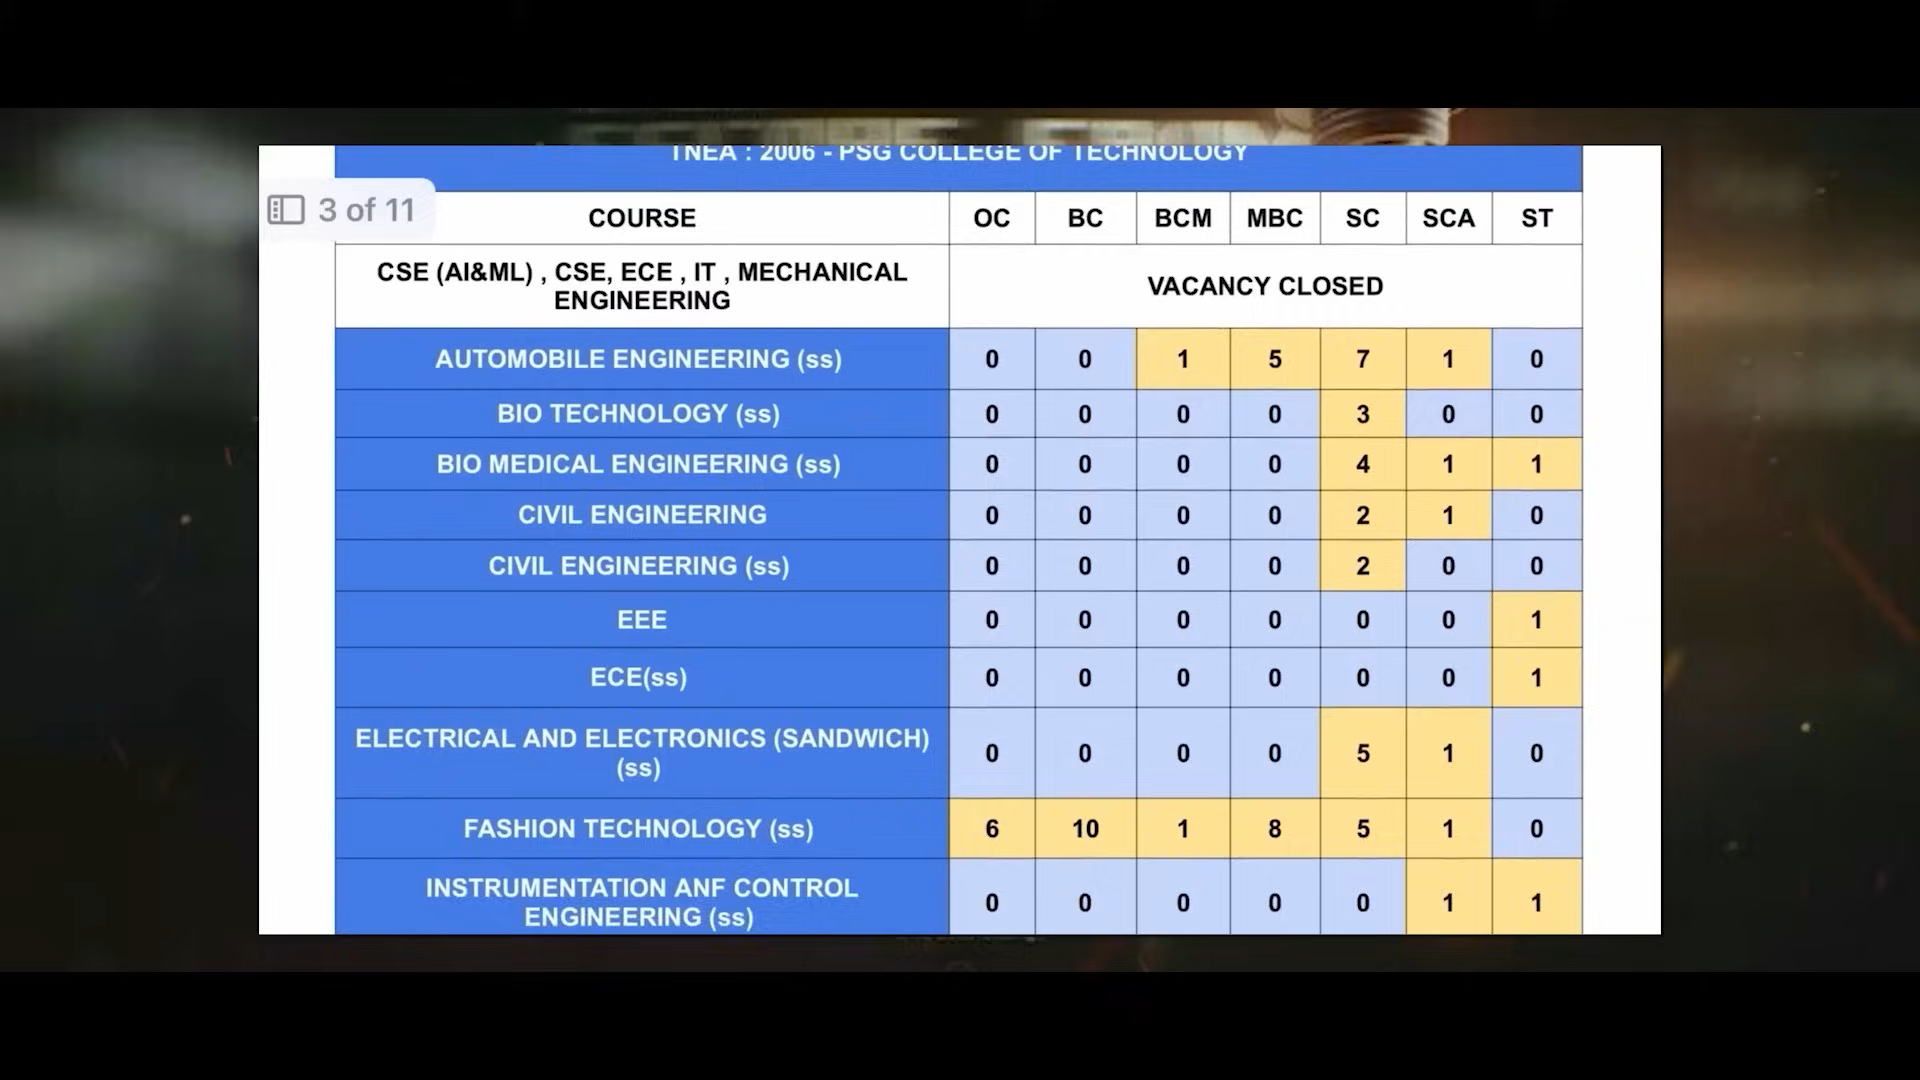 TNEA : 2006 - PSG COLLEGE OF TECHNOLOGY
3 of 11
COURSE OC BC BCM MBC SC SCA ST
CSE (AI&ML) , CSE, ECE , IT , MECHANICAL
ENGINEERING
VACANCY CLOSED
AUTOMOBILE ENGINEERING (ss) 0 0 1 5 7 1 0
BIO TECHNOLOGY (ss) 0 0 0 0 3 0 0
BIO MEDICAL ENGINEERING (ss) 0 0 0 0 4 1 1
CIVIL ENGINEERING 0 0 0 0 2 1 0
CIVIL ENGINEERING (ss) 0 0 0 0 2 0 0
EEE 0 0 0 0 0 0 1
ECE(ss) 0 0 0 0 0 0 1
ELECTRICAL AND ELECTRONICS (SANDWICH)
(ss)
0 0 0 0 5 1 0
FASHION TECHNOLOGY (ss) 6 10 1 8 5 1 0
INSTRUMENTATION ANF CONTROL
ENGINEERING (ss)
0 0 0 0 0 1 1